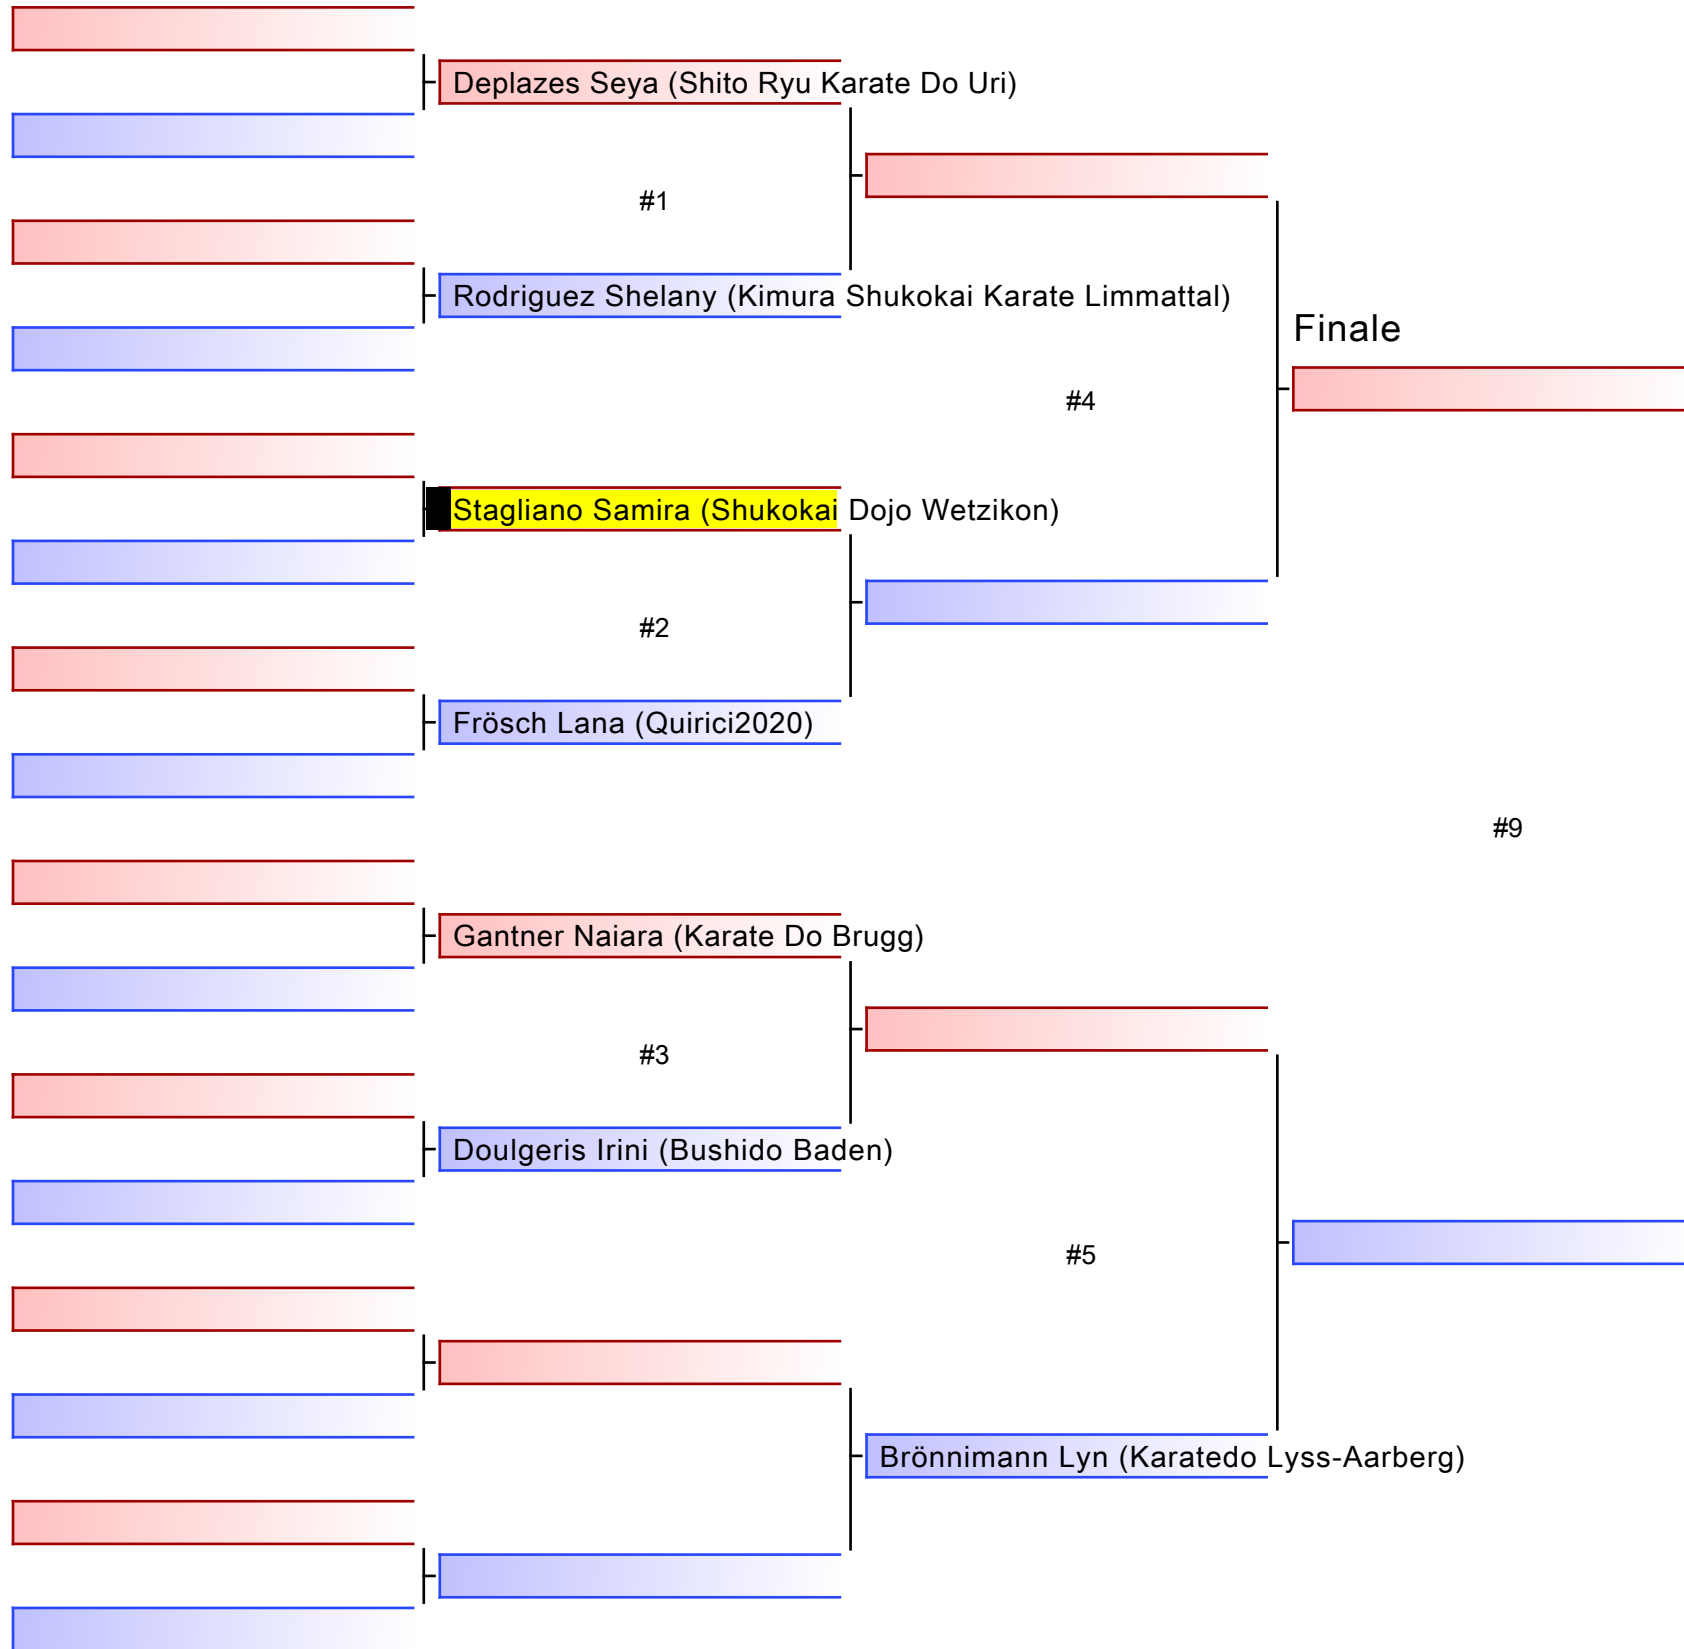 Deplazes Seya (Shito Ryu Karate Do Uri)
#1
Rodriguez Shelany (Kimura Shukokai Karate Limmattal)
Finale
#4
Stagliano Samira (Shukokai Dojo Wetzikon)
#2
Frösch Lana (Quirici2020)
#9
Gantner Naiara (Karate Do Brugg)
#3
Doulgeris Irini (Bushido Baden)
#5
Brönnimann Lyn (Karatedo Lyss-Aarberg)